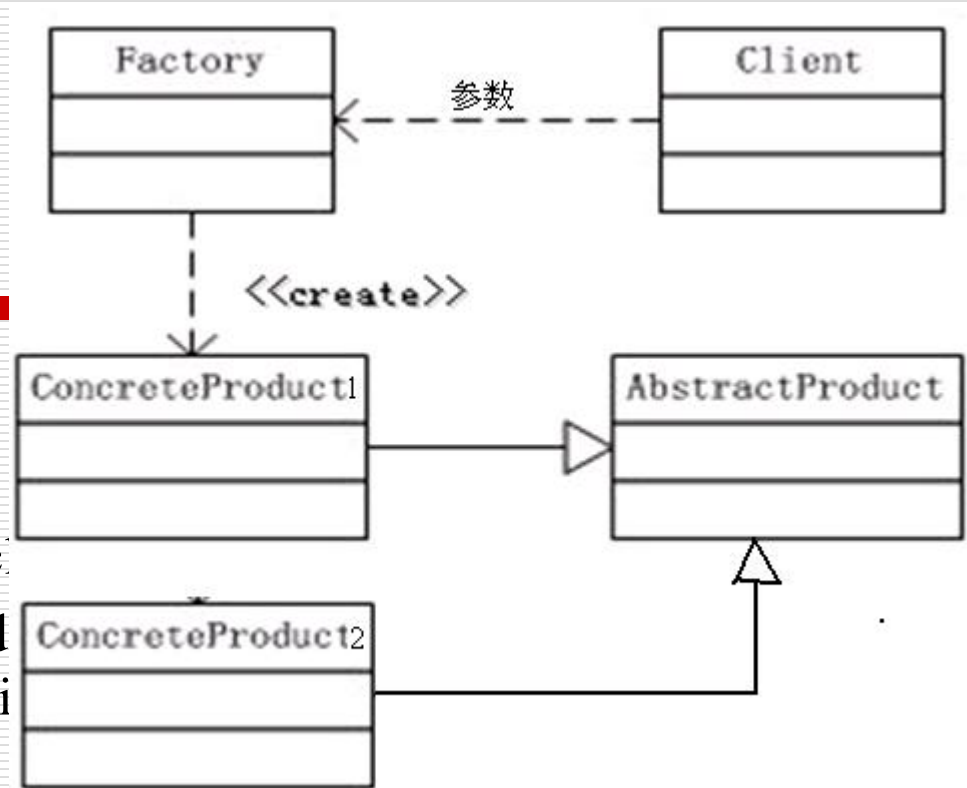 Factory
Client
参数
<<create>>
ConcreteProduct1
AbstractProduct
ConcreteProduct2